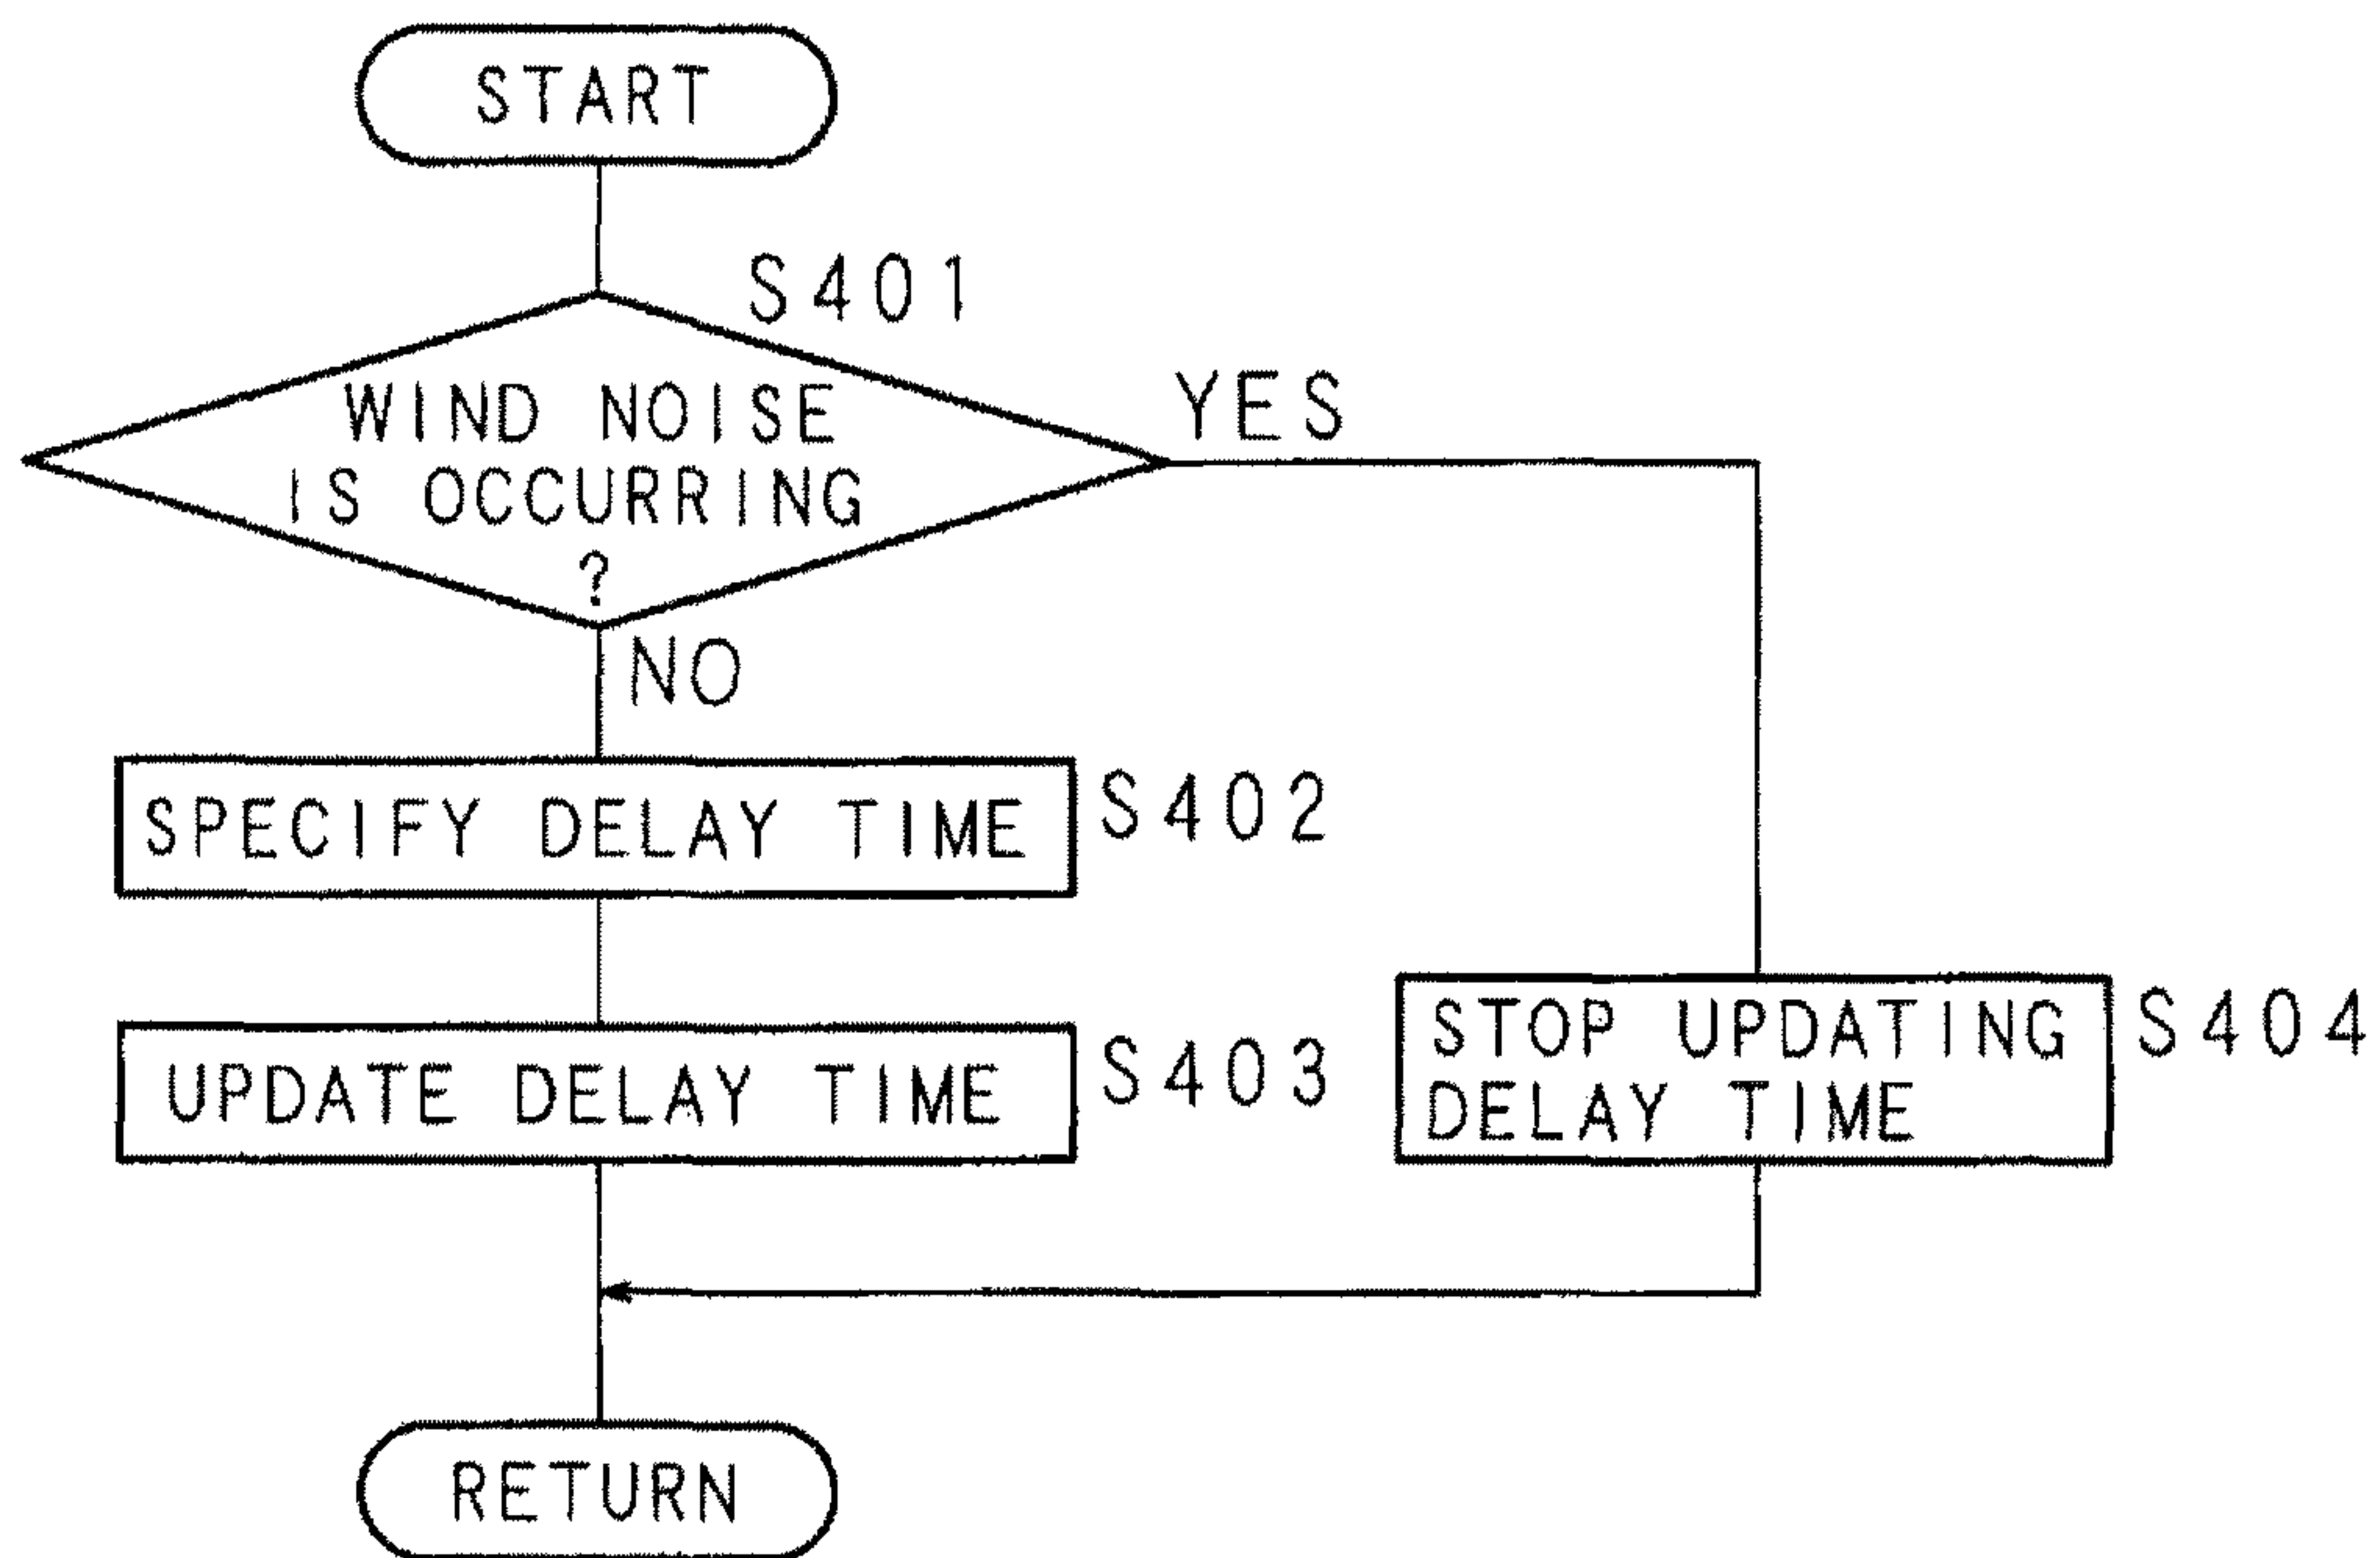 START
S401
WIND NOISE
IS OCCURRING
?
YES
NO
SPECIFY DELAY TIME
S402
UPDATE DELAY TIME
S403
STOP UPDATING
DELAY TIME
S404
RETURN